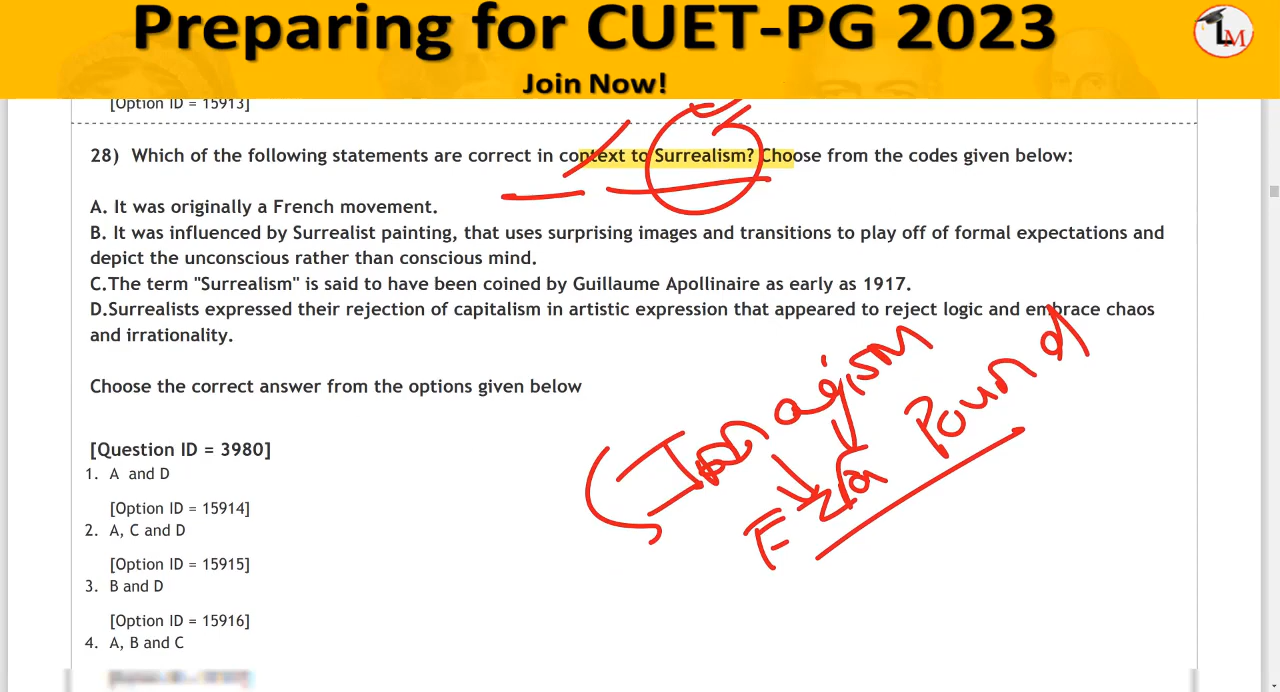 Preparing for CUET-PG 2023
Join Now!
LM
[Option ID = 15913]
28) Which of the following statements are correct in context to Surrealism? Choose from the codes given below:
A. It was originally a French movement.
B. It was influenced by Surrealist painting, that uses surprising images and transitions to play off of formal expectations and
depict the unconscious rather than conscious mind.
C.The term "Surrealism" is said to have been coined by Guillaume Apollinaire as early as 1917.
D.Surrealists expressed their rejection of capitalism in artistic expression that appeared to reject logic and embrace chaos
and irrationality.
Choose the correct answer from the options given below
Imagism
Ezra Pound
[Question ID = 3980]
1. A and D
[Option ID = 15914]
2. A, C and D
[Option ID = 15915]
3. B and D
[Option ID = 15916]
4. A, B and C